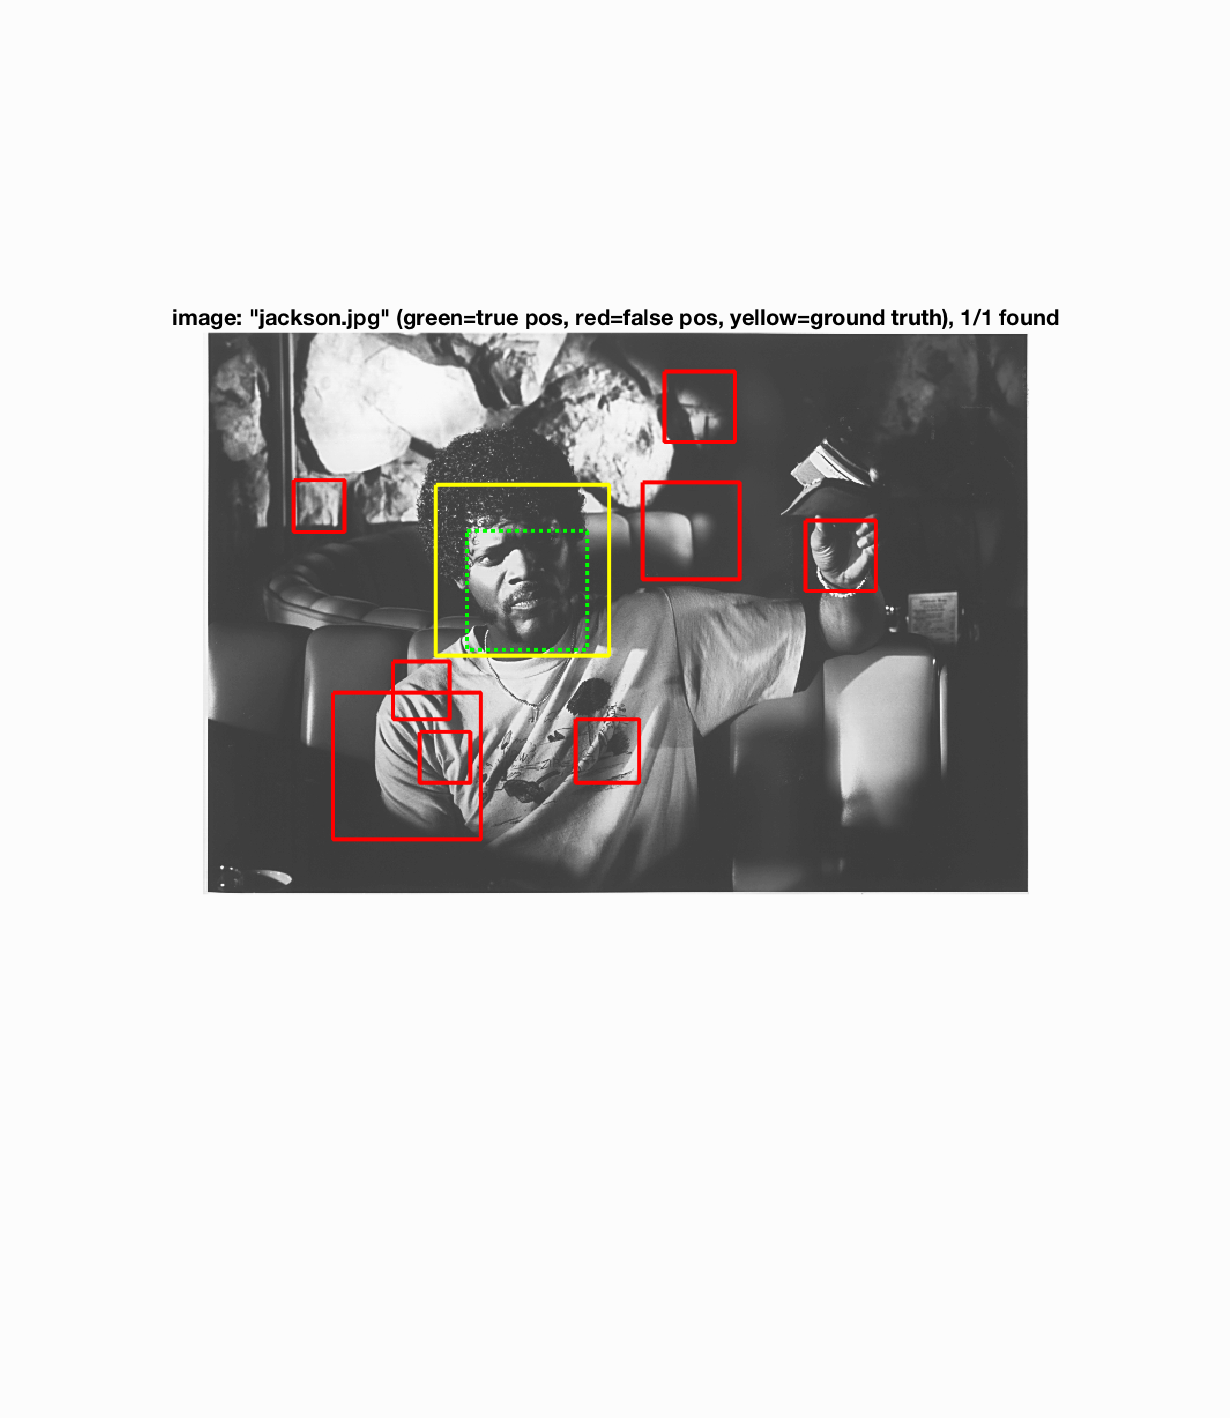 image: "jackson.jpg" (green=true pos, red=false pos, yellow=ground truth), 1/1 found